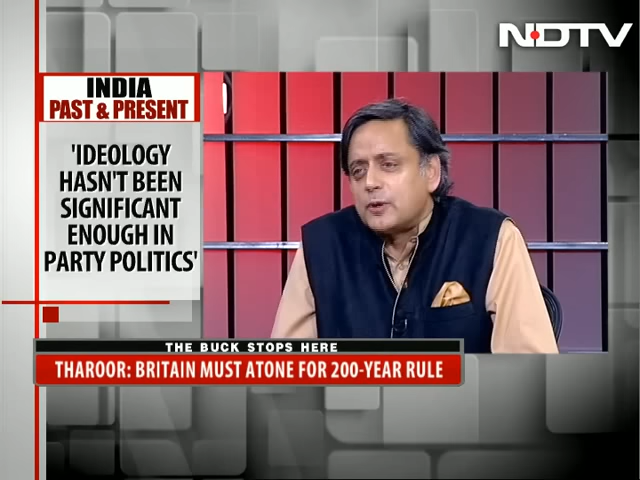 NDTV
INDIA
PAST & PRESENT
'IDEOLOGY
HASN'T BEEN
SIGNIFICANT
ENOUGH IN
PARTY POLITICS'
THE BUCK STOPS HERE
THAROOR: BRITAIN MUST ATONE FOR 200-YEAR RULE